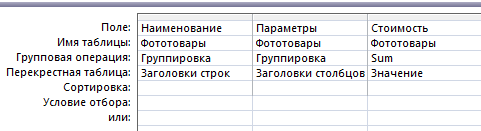 Поле: Наименование Параметры Стоимость
Имя таблицы: Фототовары Фототовары Фототовары
Групповая операция: Группировка Группировка Sum
Перекрестная таблица: Заголовки строк Заголовки столбцов Значение
Сортировка:
Условие отбора:
или: